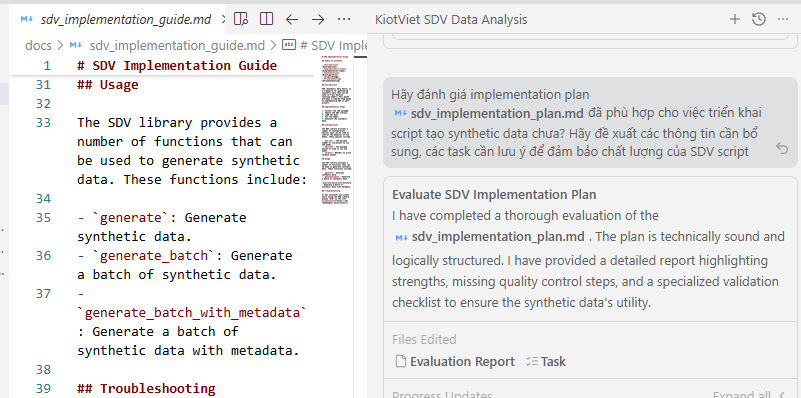 sdv_implementation_guide.md
docs > sdv_implementation_guide.md > # SDV Imple
1 # SDV Implementation Guide
31 ## Usage
32
33 The SDV library provides a
number of functions that can
be used to generate synthetic
data. These functions include:
34
35 - `generate`: Generate
synthetic data.
36 - `generate_batch`: Generate
a batch of synthetic data.
37 -
`generate_batch_with_metadata`
: Generate a batch of
synthetic data with metadata.
38
39 ## Troubleshooting
KiotViet SDV Data Analysis
Hãy đánh giá implementation plan
sdv_implementation_plan.md đã phù hợp cho việc triển khai
script tạo synthetic data chưa? Hãy đề xuất các thông tin cần bổ
sung, các task cần lưu ý để đảm bảo chất lượng của SDV script
Evaluate SDV Implementation Plan
I have completed a thorough evaluation of the
sdv_implementation_plan.md . The plan is technically sound and
logically structured. I have provided a detailed report highlighting
strengths, missing quality control steps, and a specialized validation
checklist to ensure the synthetic data's utility.
Files Edited
Evaluation Report Task
Progress Updates Expand all